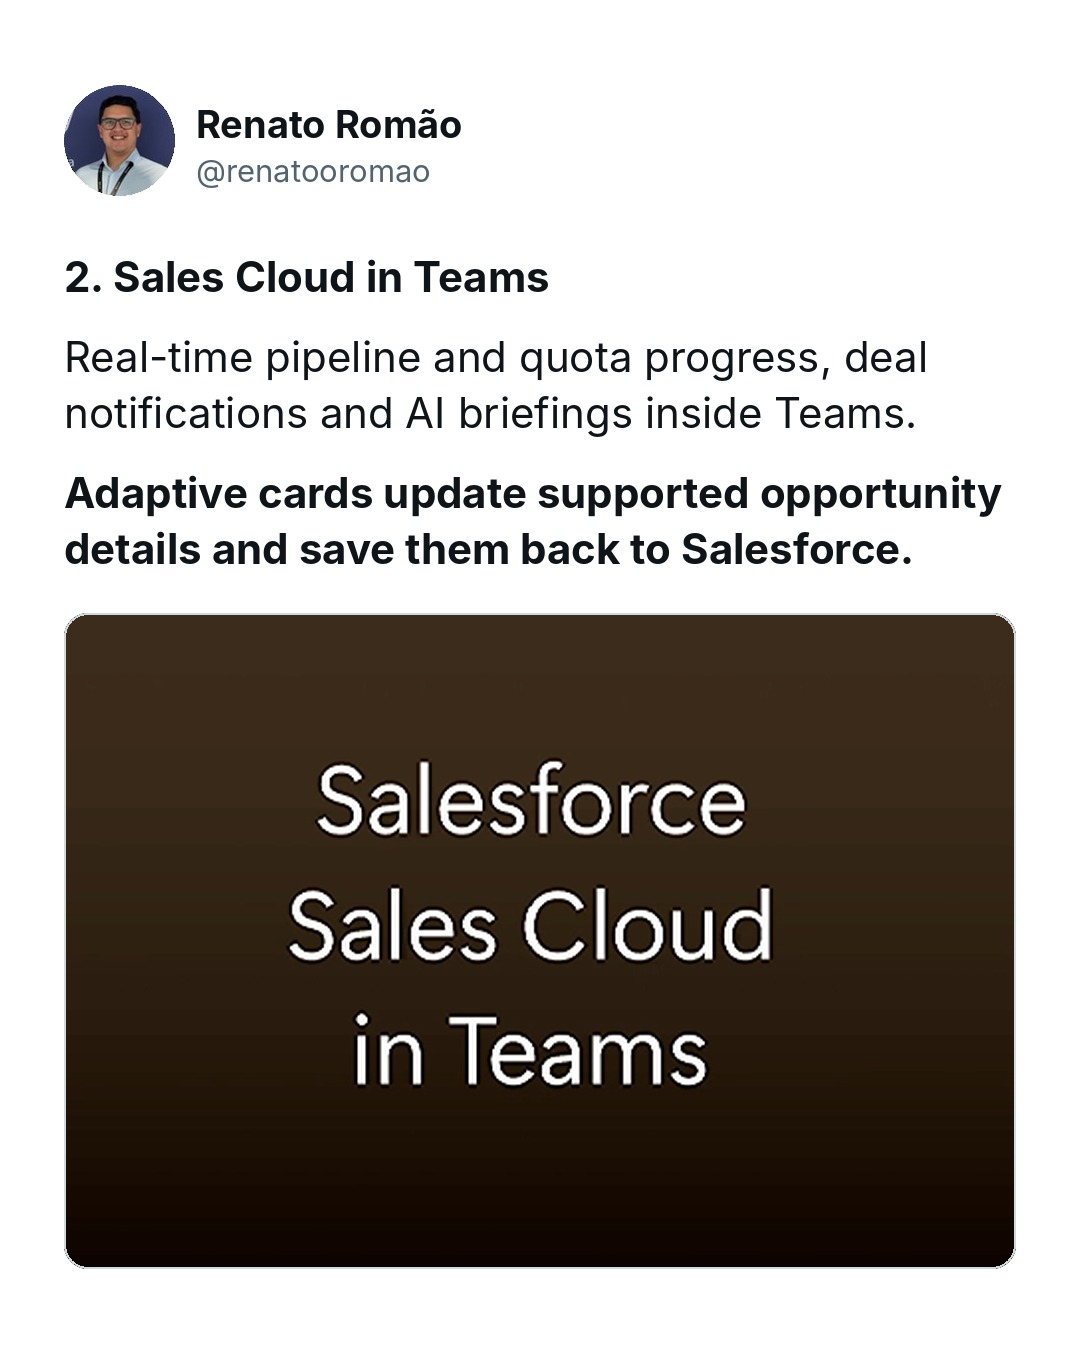 Renato Romão
@renatooromao
2. Sales Cloud in Teams
Real-time pipeline and quota progress, deal
notifications and AI briefings inside Teams.
Adaptive cards update supported opportunity
details and save them back to Salesforce.
Salesforce
Sales Cloud
in Teams